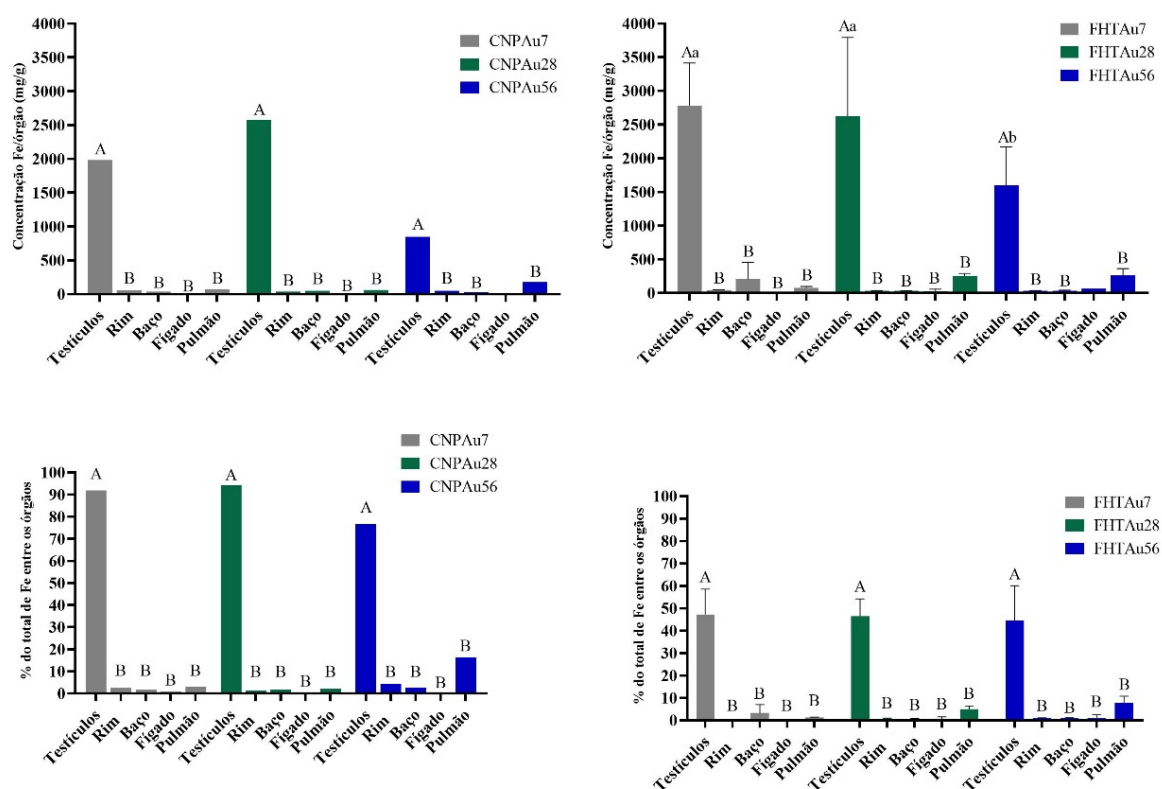 Concentração Fe/órgão (mg/g)
4000
3500
3000
2500
2000
1500
1000
500
0
CNPAu7
CNPAu28
CNPAu56
A
B
B
B
B
A
B
B
B
B
A
B
B
B
Testículos
Rim
Baço
Fígado
Pulmão
Testículos
Rim
Baço
Fígado
Pulmão
Testículos
Rim
Baço
Fígado
Pulmão
Concentração Fe/órgão (mg/g)
4000
3500
3000
2500
2000
1500
1000
500
0
FHTAu7
FHTAu28
FHTAu56
Aa
B
B
B
B
Aa
B
B
B
B
Ab
B
B
B
Testículos
Rim
Baço
Fígado
Pulmão
Testículos
Rim
Baço
Fígado
Pulmão
Testículos
Rim
Baço
Fígado
Pulmão
% do total de Fe entre os órgãos
100
90
80
70
60
50
40
30
20
10
0
CNPAu7
CNPAu28
CNPAu56
A
B
B
B
B
A
B
B
B
B
A
B
B
B
B
Testículos
Rim
Baço
Fígado
Pulmão
Testículos
Rim
Baço
Fígado
Pulmão
Testículos
Rim
Baço
Fígado
Pulmão
% do total de Fe entre os órgãos
100
90
80
70
60
50
40
30
20
10
0
FHTAu7
FHTAu28
FHTAu56
A
B
B
B
B
A
B
B
B
B
A
B
B
B
B
Testículos
Rim
Baço
Fígado
Pulmão
Testículos
Rim
Baço
Fígado
Pulmão
Testículos
Rim
Baço
Fígado
Pulmão